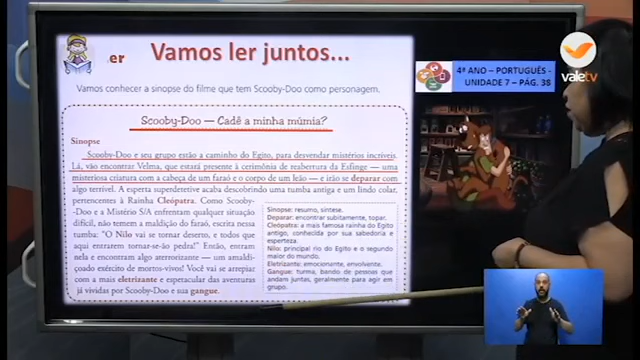 .er
Vamos ler juntos...
Vamos conhecer a sinopse do filme que tem Scooby-Doo como personagem.
Scooby-Doo — Cadê a minha múmia?
Sinopse
Scooby-Doo e seu grupo estão a caminho do Egito, para desvendar mistérios incríveis.
Lá, vão encontrar Velma, que estará presente à cerimônia de reabertura da Esfinge — uma
misteriosa criatura com a cabeça de um faraó e o corpo de um leão — e irão se deparar com
algo terrível. A esperta superdetetive acaba descobrindo uma tumba antiga e um lindo colar,
pertencentes à Rainha Cleópatra. Como Scooby-
-Doo e a Mistério S/A enfrentam qualquer situação
difícil, não temem a maldição do faraó, escrita nessa
tumba: "O Nilo vai se tornar deserto, e todos que
aqui entrarem tornar-se-ão pedra!" Então, entram
nela e encontram algo aterrorizante — um amaldi-
çoado exército de mortos-vivos! Você vai se arrepiar
com a mais eletrizante e espetacular das aventuras
já vividas por Scooby-Doo e sua gangue.
Sinopse: resumo, síntese.
Deparar: encontrar subitamente, topar.
Cleópatra: a mais famosa rainha do Egito
antigo, conhecida por sua sabedoria e
esperteza.
Nilo: principal rio do Egito e o segundo
maior do mundo.
Eletrizante: emocionante, envolvente.
Gangue: turma, bando de pessoas que
andam juntas, geralmente para agir em
grupo.
4º ANO – PORTUGUÊS -
UNIDADE 7 – PÁG. 38
valetv